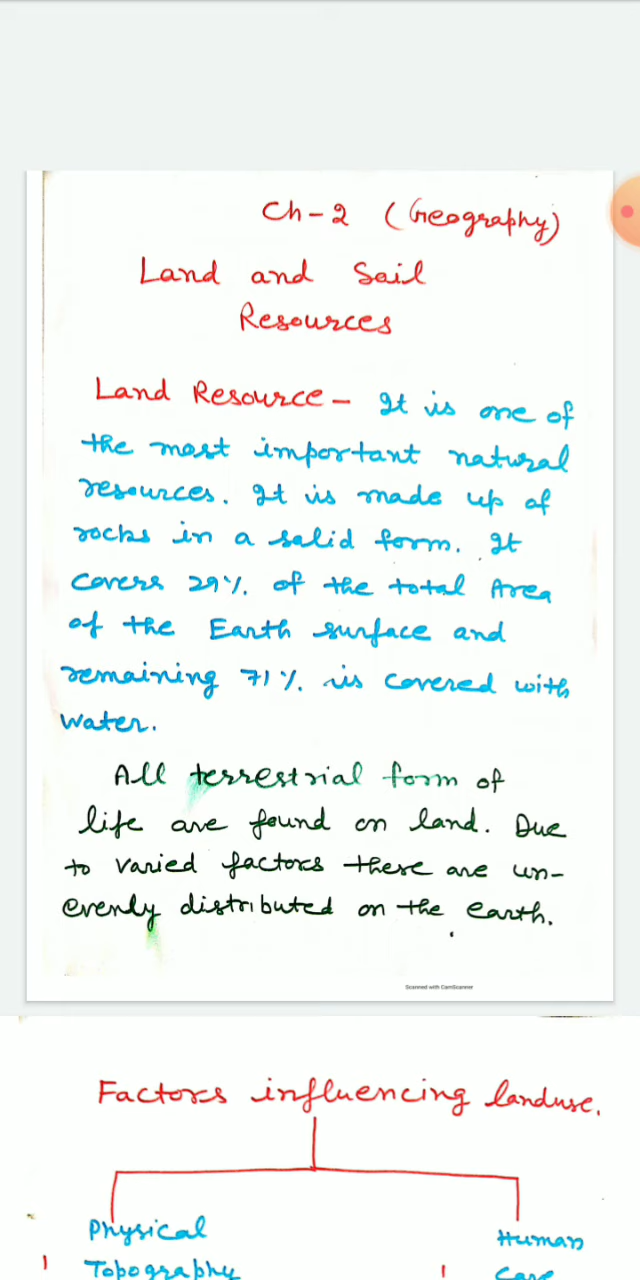 Ch-2 (Geography)
Land and Soil
Resources
Land Resource - It is one of
the most important natural
resources. It is made up of
rocks in a solid form. It
covers 29% of the total Area
of the Earth surface and
remaining 71% is covered with
water.
All terrestrial form of
life are found on land. Due
to varied factors there are un-
evenly distributed on the earth.
Scanned with CamScanner
Factors influencing landuse.
Physical
Human
1 Topography
1